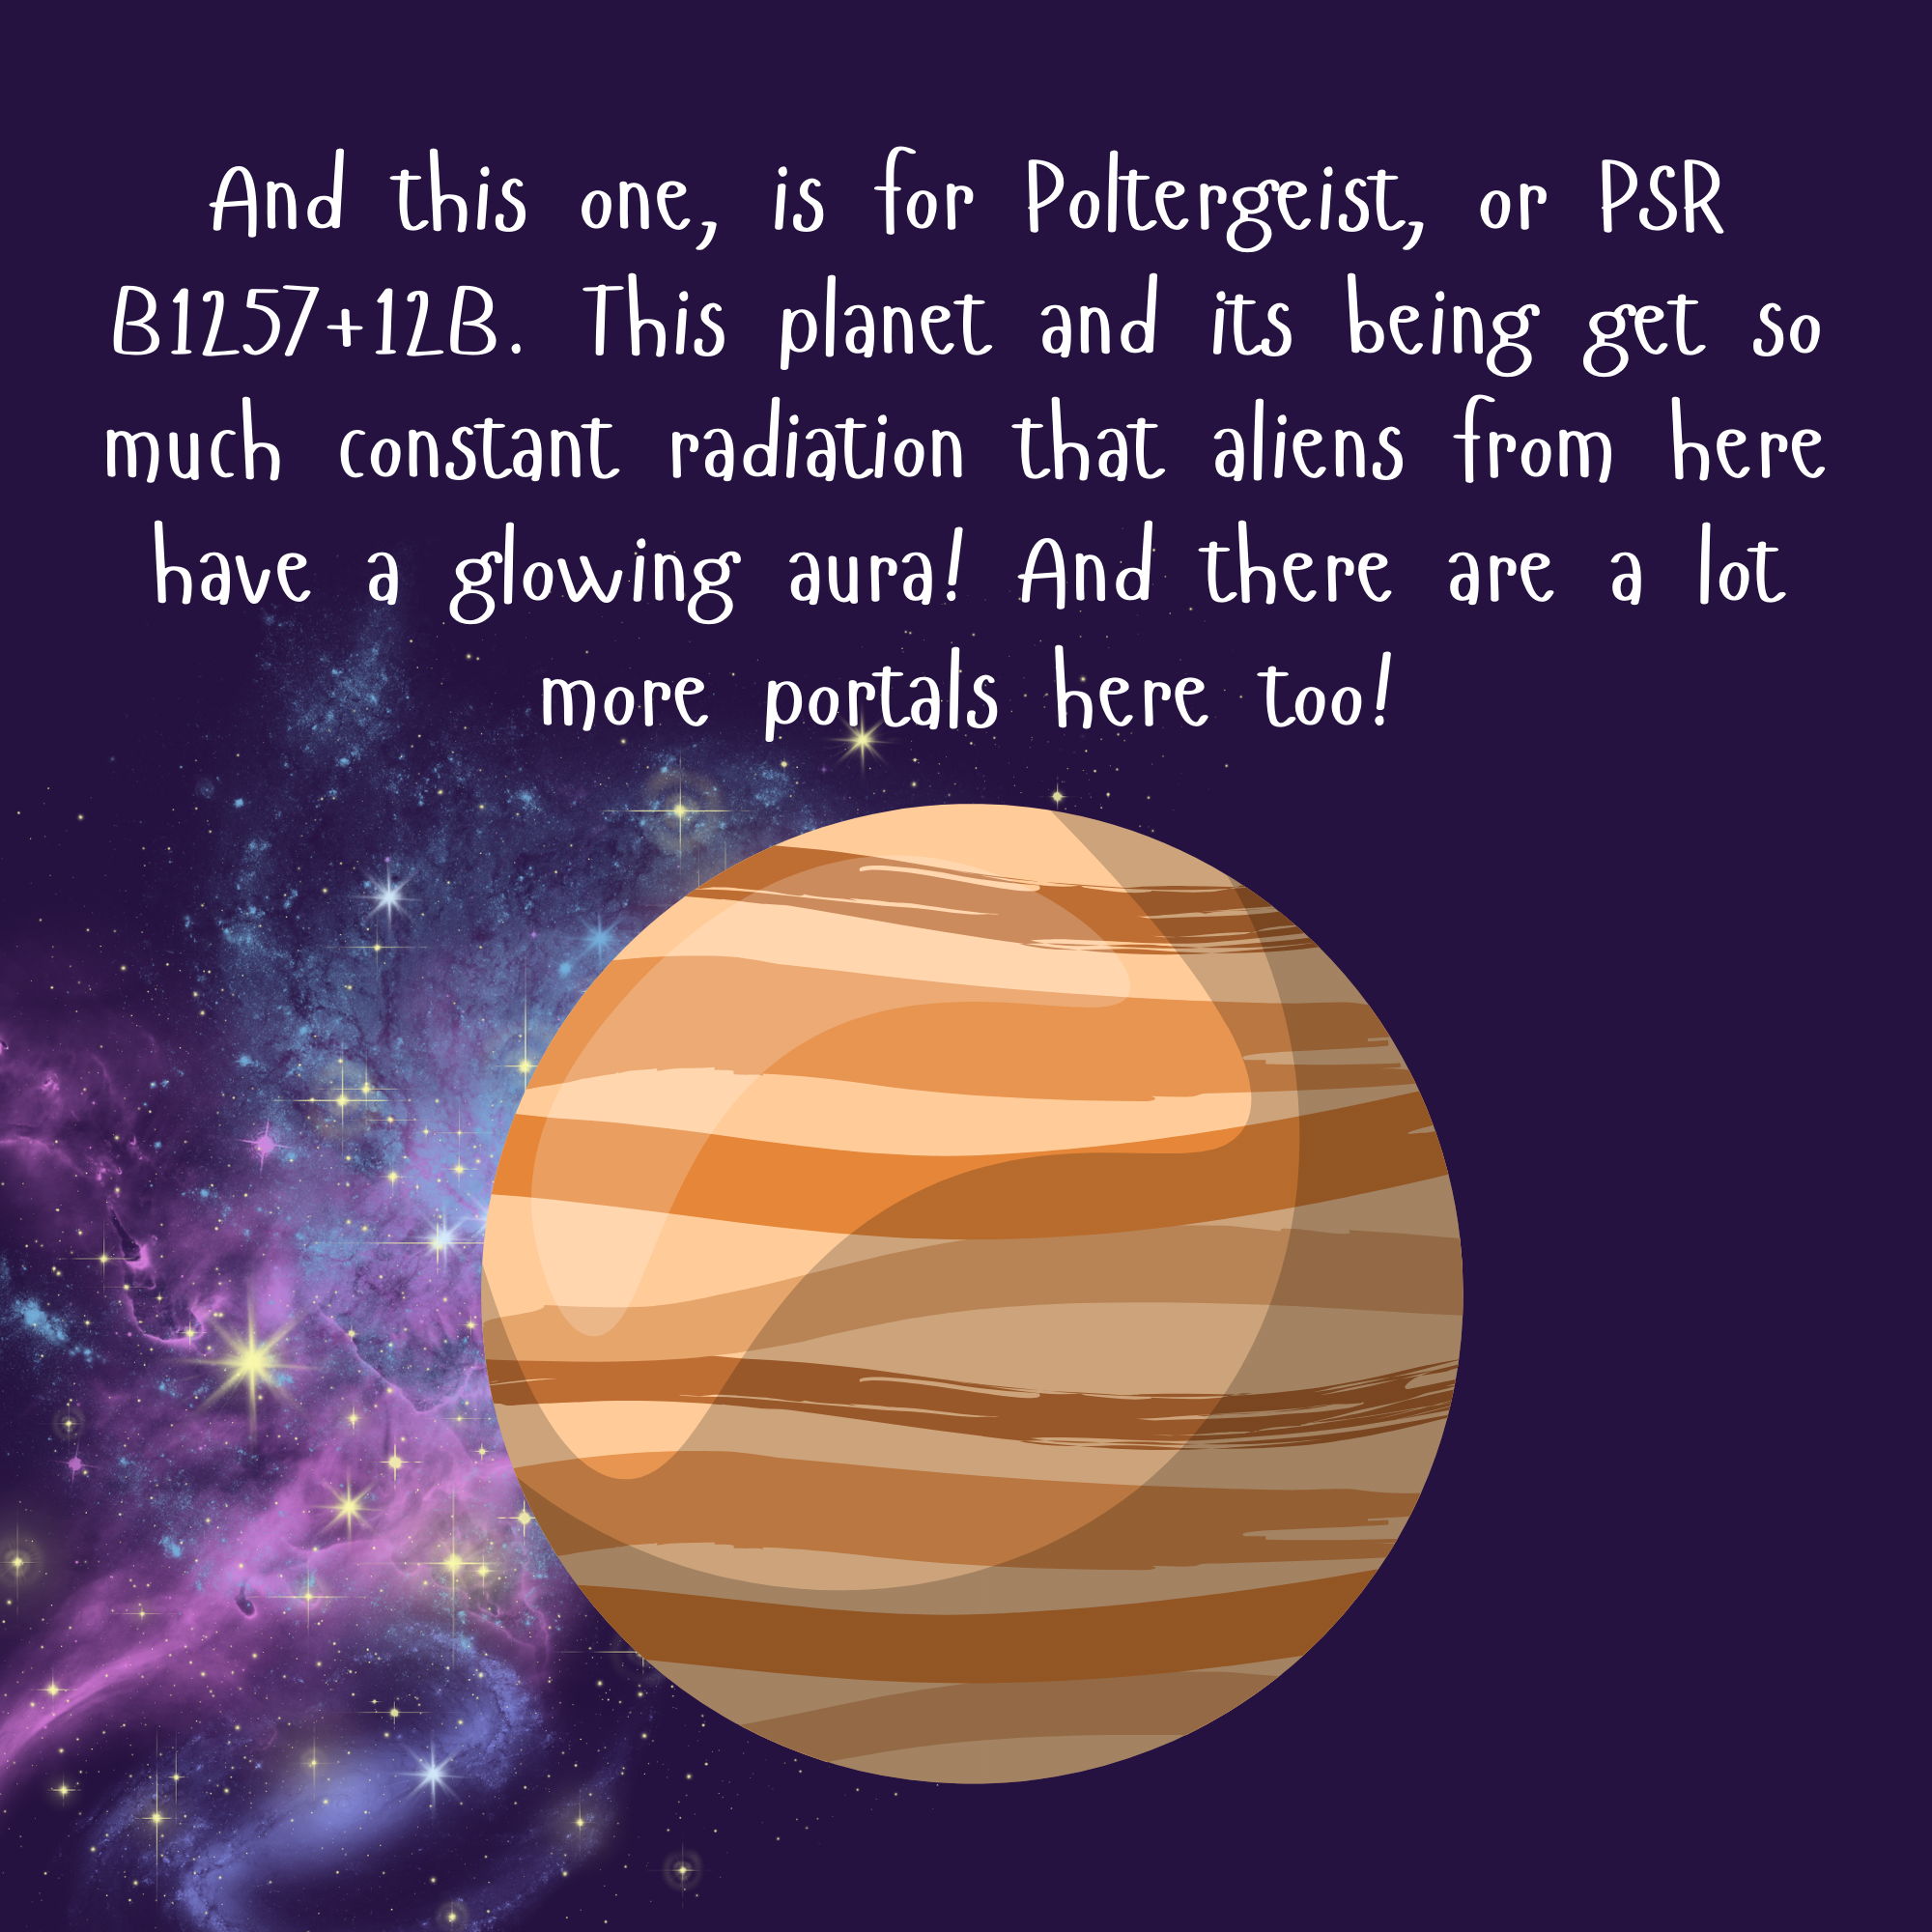 And this one, is for Poltergeist, or PSR
B1257+12B. This planet and its being get so
much constant radiation that aliens from here
have a glowing aura! And there are a lot
more portals here too!